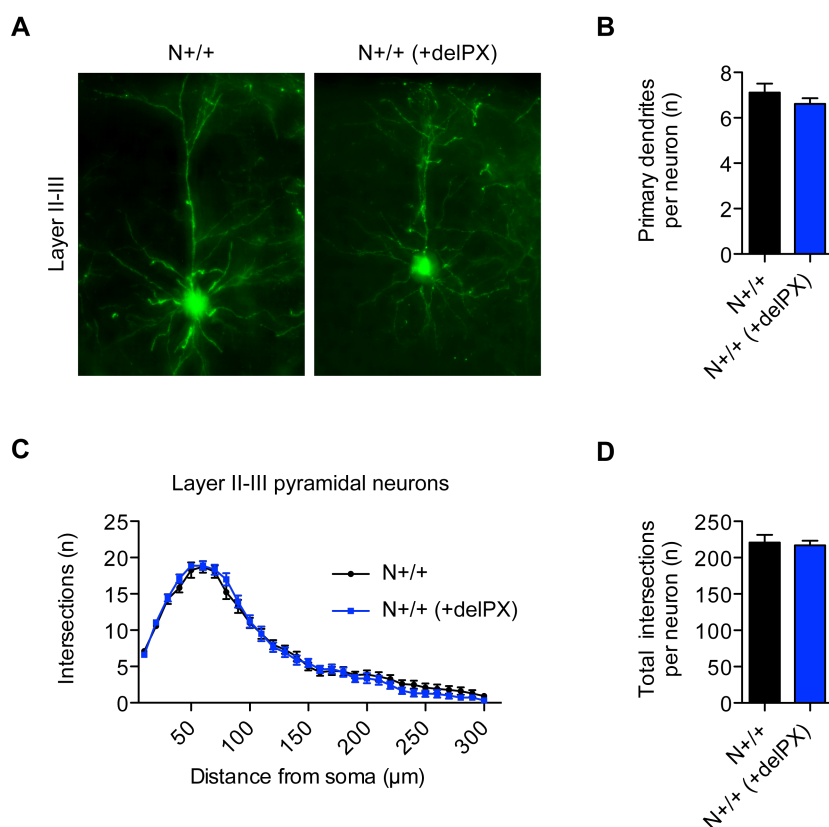 A
N+/+
N+/+ (+delPX)
Layer II-III
B
Primary dendrites
per neuron (n)
8
6
4
2
0
N+/+
N+/+ (+delPX)
C
Layer II-III pyramidal neurons
Intersections (n)
25
20
15
10
5
0
N+/+
N+/+ (+delPX)
50
100
150
200
250
300
Distance from soma (μm)
D
Total intersections
per neuron (n)
250
200
150
100
50
0
N+/+
N+/+ (+delPX)